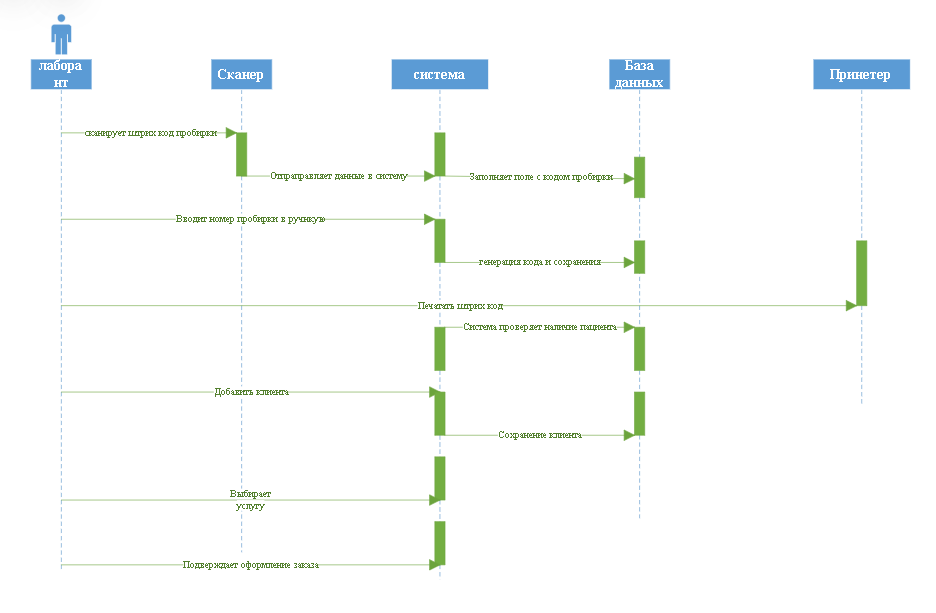 лабора
нт
Сканер
система
База
данных
Принетер
сканирует штрих код пробирки
Отпраправляет данные в систему
Заполняет поле с кодом пробирки
Вводит номер пробирки в ручнкую
генерация кода и сохранения
Печатать штрих код
Система проверяет наличие пациента
Добавить клиента
Сохранение клиента
Выбирает
услугу
Подверждает оформление заказа